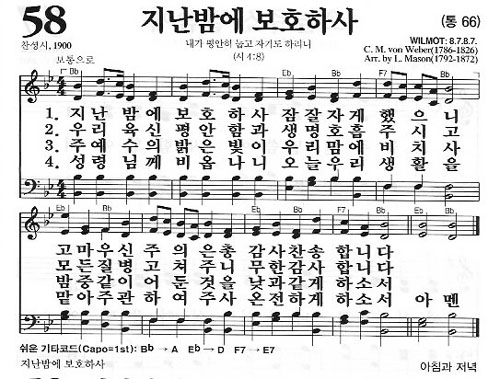 58
지난밤에 보호하사
(통 66)
찬성시, 1900
내가 평안히 눕고 자기도 하리니
(시 4:8)
WILMOT: 8.7.8.7.
C. M. von Weber(1786-1826)
Arr. by L. Mason(1792-1872)
보통으로
Bb Eb Bb F7 Bb
1. 지난 밤에 보호하사 잠잘자게 했으니
2. 우리 육신 평안함과 생명호흡 주시고
3. 주예수의 밝은빛이 우리맘에 비치사
4. 성령님께 비옵나니 오늘우리 생활을
Eb Bb Eb Bb F7 Bb Eb Bb
고마우신 주의은총 감사찬송 합니다
모든질병 고쳐주니 무한감사 합니다
밤중같이 어둔것을 낮과같게 하소서
맡아주관 하여주사 온전하게 하소서 아멘
쉬운 기타코드(Capo=1st): Bb → A Eb → D F7 → E7
지난밤에 보호하사
아침과 저녁